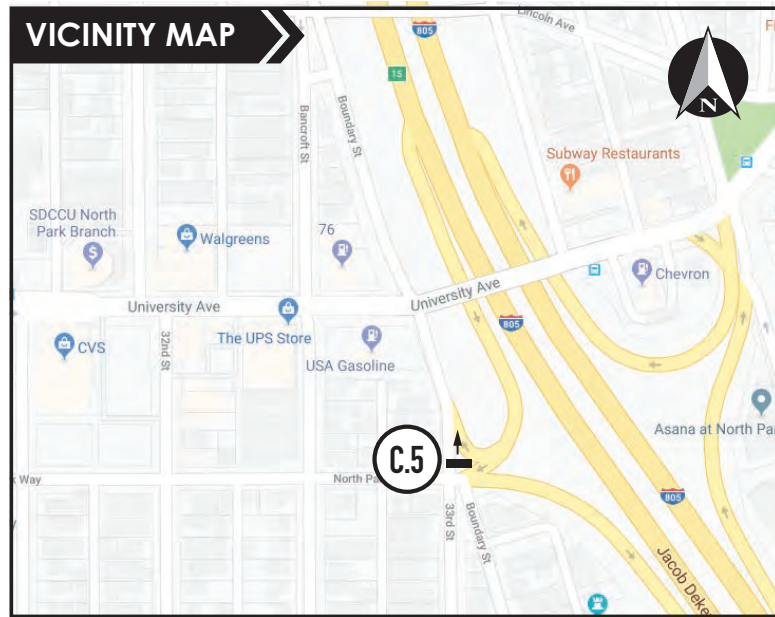 VICINITY MAP
805
Lincoln Ave
Fi
15
N
Bancroft St
Boundary St
Subway Restaurants
SDCCU North
Park Branch
Walgreens
76
Chevron
University Ave
University Ave
The UPS Store
805
CVS
32nd St
USA Gasoline
Asana at North Par
C.5
k Way
North Pa
33rd St
Boundary St
805
Jacob Deke